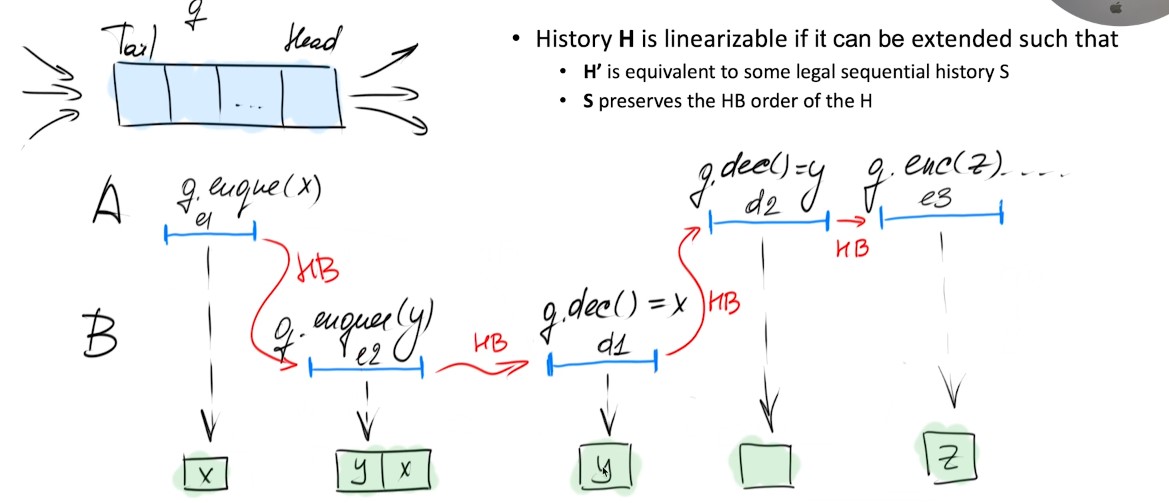 q
Tail
Head
...
• History H is linearizable if it can be extended such that
• H’ is equivalent to some legal sequential history S
• S preserves the HB order of the H
A
q.enque(x)
e1
q.dec()=y
d2
q.enc(z)....
e3
HB
HB
B
q.enquee(y)
e2
HB
q.dec()=x
d1
HB
x
y x
y
z